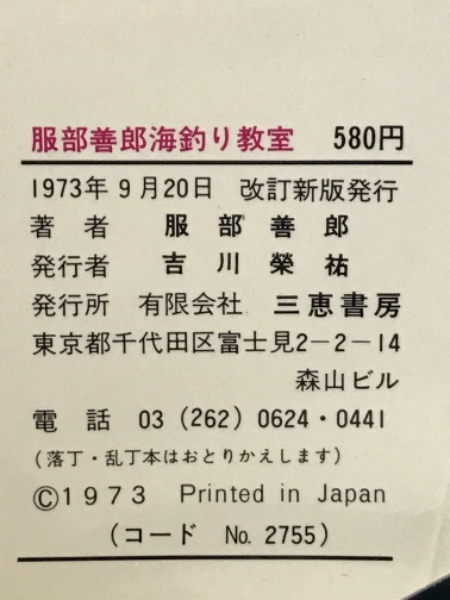 服部善郎海釣り教室 580円
1973年9月20日 改訂新版発行
著者 服部善郎
発行者 吉川榮祐
発行所 有限会社 三恵書房
東京都千代田区富士見2-2-14
森山ビル
電話 03 (262) 0624・0441
(落丁・乱丁本はおとりかえします)
©1973 Printed in Japan
(コード No. 2755)